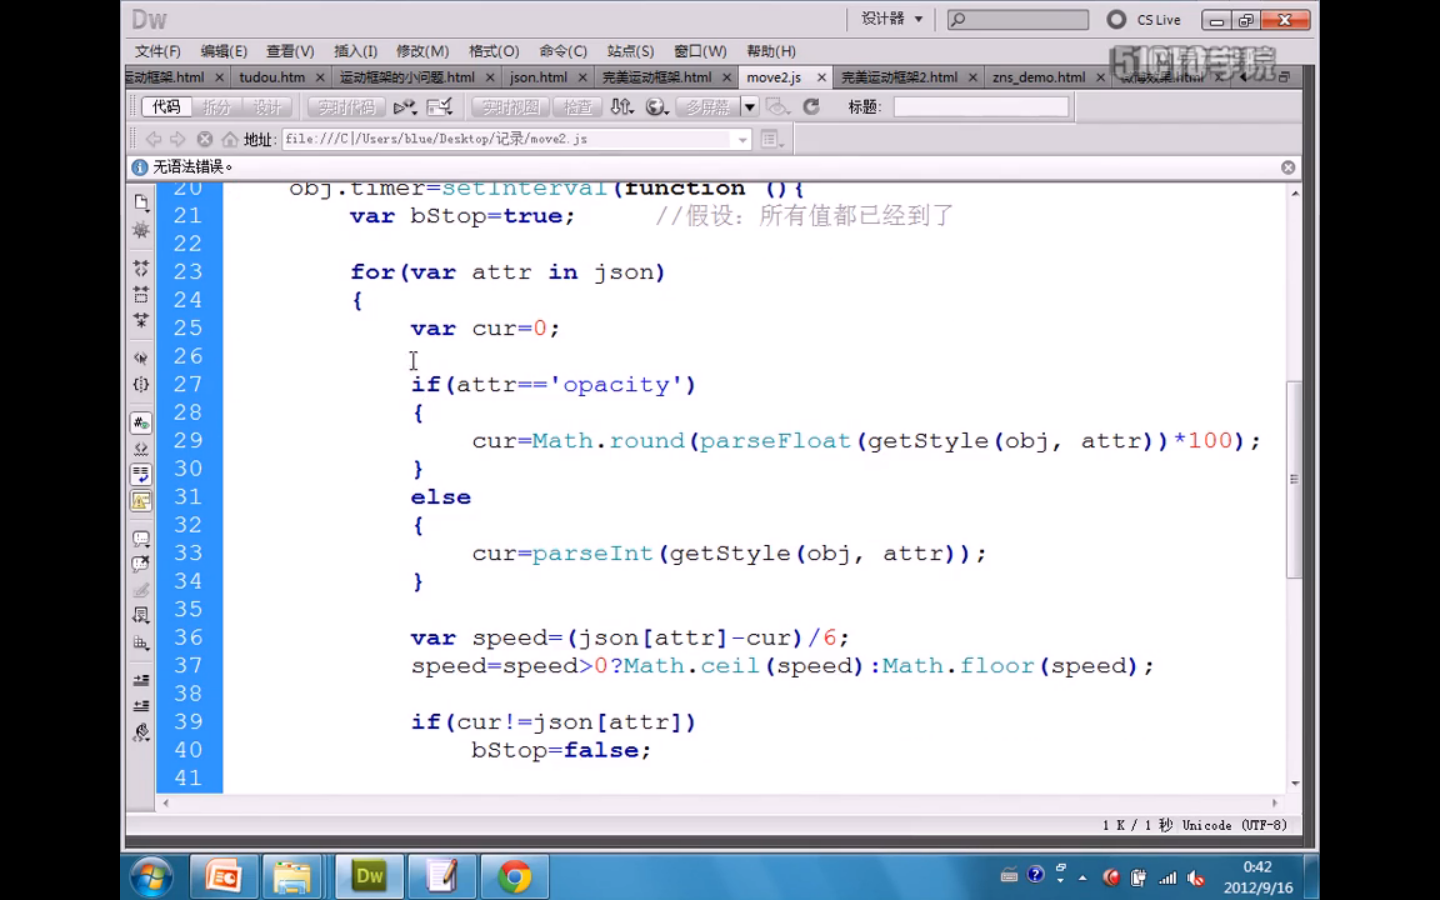 Dw
设计器
CS Live
文件(F) 编辑(E) 查看(V) 插入(I) 修改(M) 格式(O) 命令(C) 站点(S) 窗口(W) 帮助(H)
51CTO学院
运动框架.html tudou.htm 运动框架的小问题.html json.html 完美运动框架.html move2.js 完美运动框架2.html zns_demo.html
代码 拆分 设计 实时代码 实时视图 检查 多屏幕 标题:
地址: file:///C|/Users/blue/Desktop/记录/move2.js
无语法错误。
20 obj.timer=setInterval(function (){
21 var bStop=true; //假设: 所有值都已经到了
22
23 for(var attr in json)
24 {
25 var cur=0;
26
27 if(attr=='opacity')
28 {
29 cur=Math.round(parseFloat(getStyle(obj, attr))*100);
30 }
31 else
32 {
33 cur=parseInt(getStyle(obj, attr));
34 }
35
36 var speed=(json[attr]-cur)/6;
37 speed=speed>0?Math.ceil(speed):Math.floor(speed);
38
39 if(cur!=json[attr])
40 bStop=false;
41
1 K / 1 秒 Unicode (UTF-8)
Dw
0:42
2012/9/16